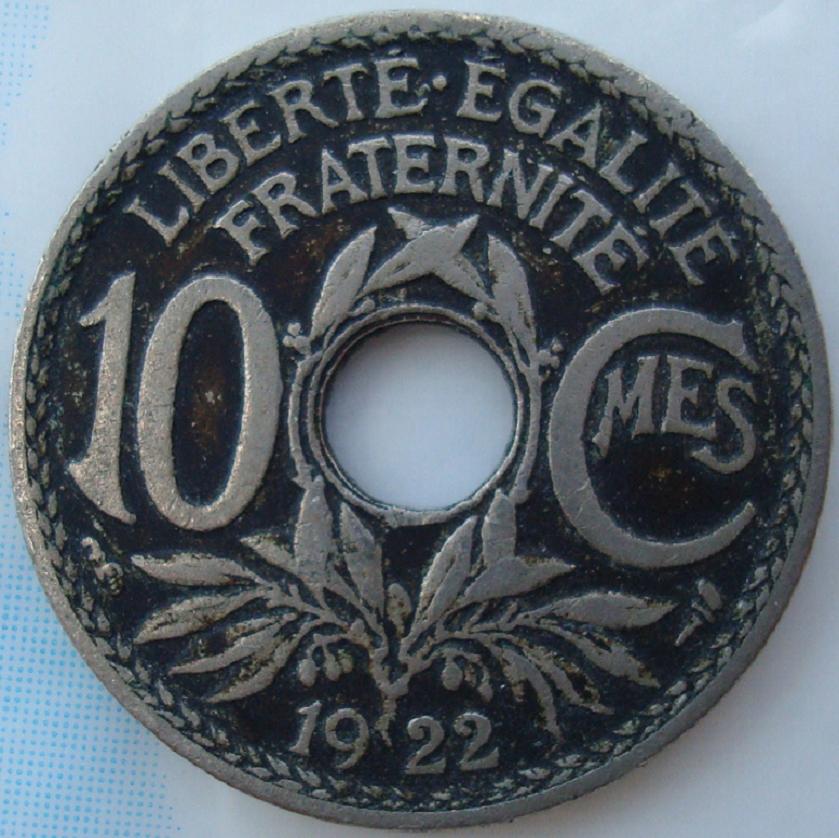 LIBERTÉ · ÉGALITÉ
FRATERNITÉ
10 CMES
1922